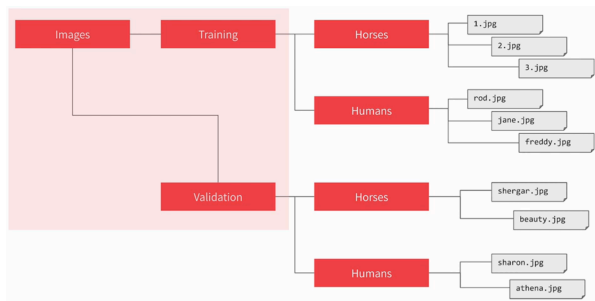 Images
Training
Horses
1.jpg
2.jpg
3.jpg
Humans
rod.jpg
jane.jpg
freddy.jpg
Validation
Horses
shergar.jpg
beauty.jpg
Humans
sharon.jpg
athena.jpg